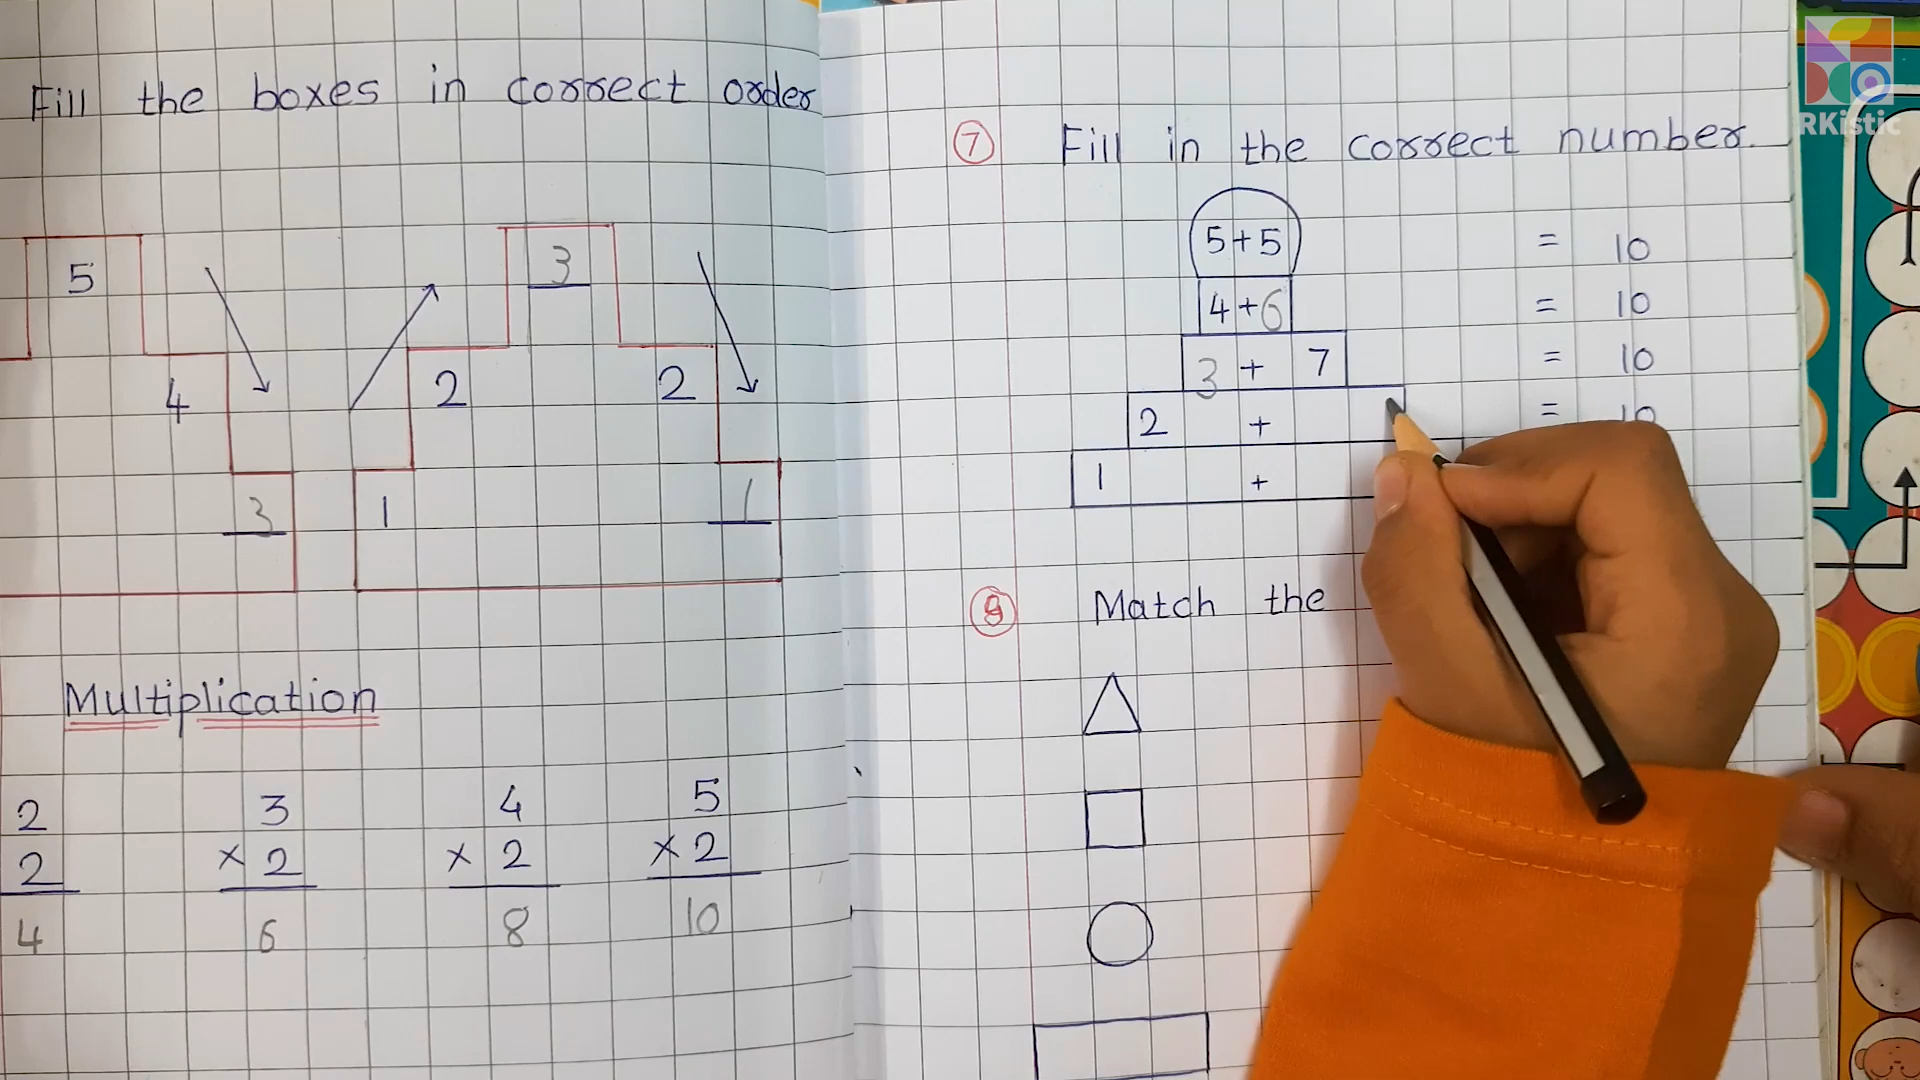 Fill the boxes in correct order
5
3
4
2
2
3
1
1
Multiplication
2 3 4 5
2 × 2 × 2 × 2
4 6 8 10
7 Fill in the correct number.
5+5 = 10
4+6 = 10
3 + 7 = 10
2 + = 10
1 +
8 Match the
RKistic